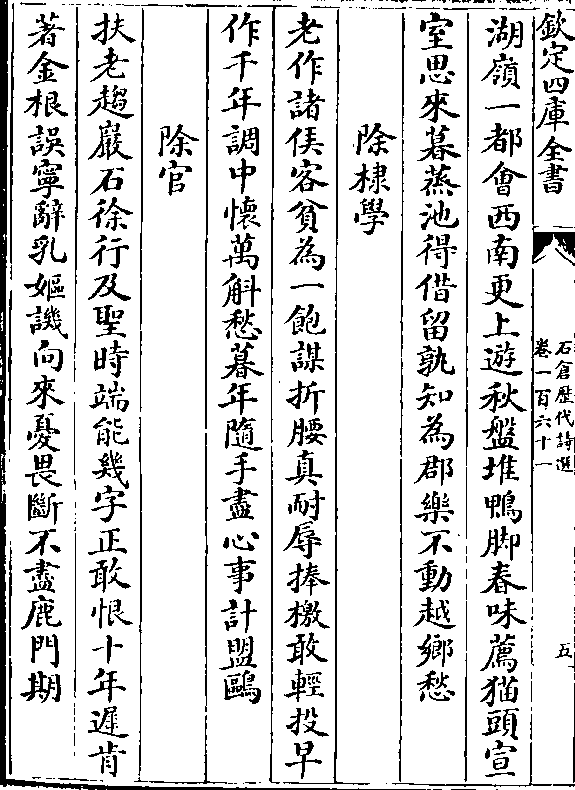 欽定四庫全書
石倉歷代詩選
卷一百六十一
五
湖嶺一都會西南更上遊秋盤堆鴨脚春味薦猫頭宣
室思來暮蒸池得借留孰知為郡樂不動越鄉愁
除棣學
老作諸侯客貧為一飽謀折腰真耐辱捧檄敢輕投早
作千年調中懷萬斛愁暮年隨手盡心事計盟鷗
除官
扶老趨巖石徐行及聖時端能幾字正敢恨十年遲肯
著金根誤寧辭乳嫗譏向來憂畏斷不盡鹿門期